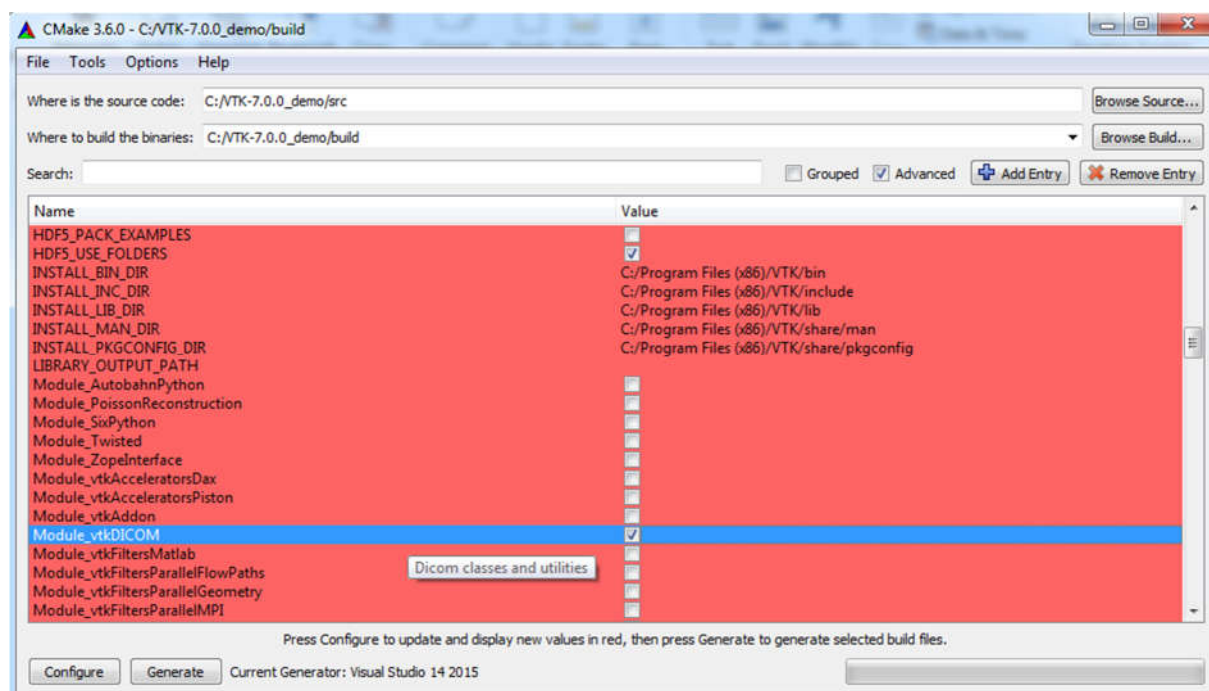 CMake 3.6.0 - C:/VTK-7.0.0_demo/build
File Tools Options Help
Where is the source code: C:/VTK-7.0.0_demo/src Browse Source...
Where to build the binaries: C:/VTK-7.0.0_demo/build Browse Build...
Search: Grouped Advanced Add Entry Remove Entry
Name Value
HDF5_PACK_EXAMPLES
HDF5_USE_FOLDERS
INSTALL_BIN_DIR C:/Program Files (x86)/VTK/bin
INSTALL_INC_DIR C:/Program Files (x86)/VTK/include
INSTALL_LIB_DIR C:/Program Files (x86)/VTK/lib
INSTALL_MAN_DIR C:/Program Files (x86)/VTK/share/man
INSTALL_PKGCONFIG_DIR C:/Program Files (x86)/VTK/share/pkgconfig
LIBRARY_OUTPUT_PATH
Module_AutobahnPython
Module_PoissonReconstruction
Module_SixPython
Module_Twisted
Module_ZopeInterface
Module_vtkAcceleratorsDax
Module_vtkAcceleratorsPiston
Module_vtkAddon
Module_vtkDICOM
Module_vtkFiltersMatlab
Dicom classes and utilities
Module_vtkFiltersParallelFlowPaths
Module_vtkFiltersParallelGeometry
Module_vtkFiltersParallelMPI
Press Configure to update and display new values in red, then press Generate to generate selected build files.
Configure Generate Current Generator: Visual Studio 14 2015